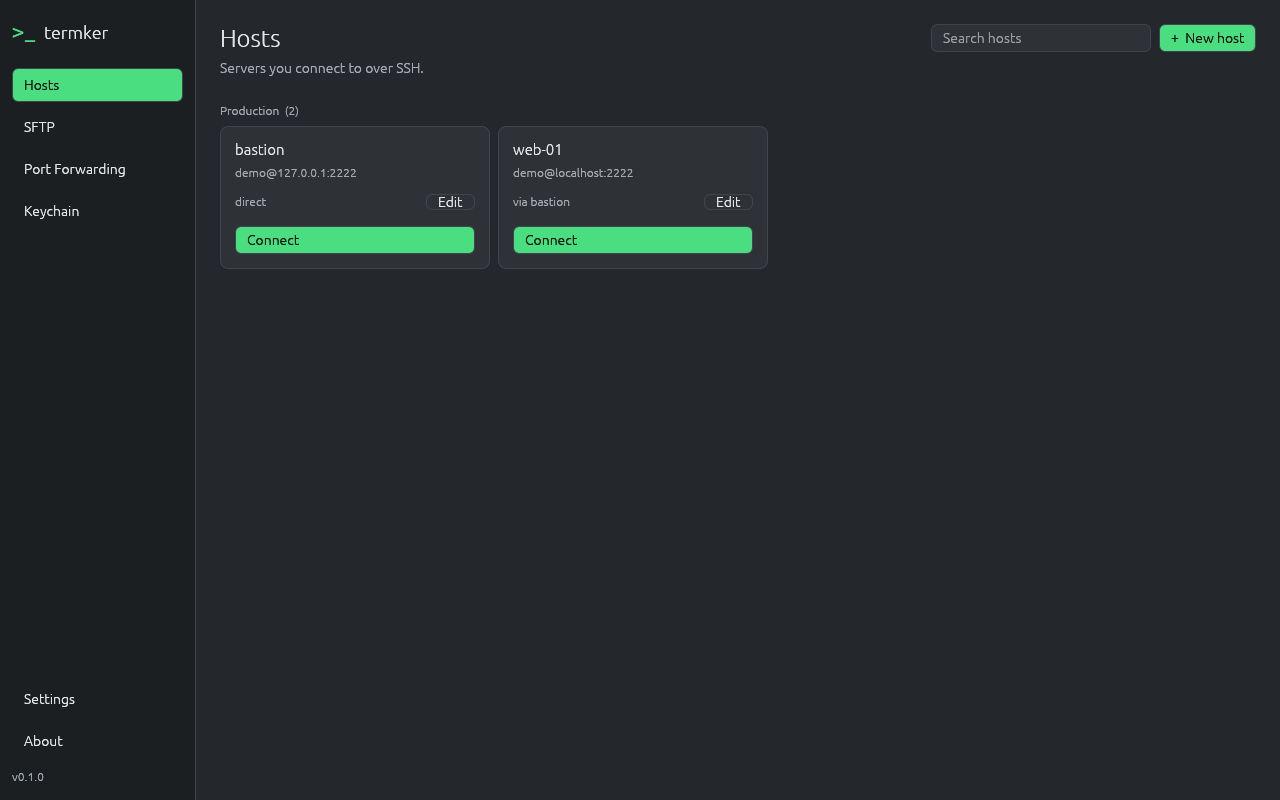 >_ termker
Hosts
SFTP
Port Forwarding
Keychain
Settings
About
v0.1.0
Hosts
Search hosts
+ New host
Servers you connect to over SSH.
Production (2)
bastion
demo@127.0.0.1:2222
direct
Edit
Connect
web-01
demo@localhost:2222
via bastion
Edit
Connect